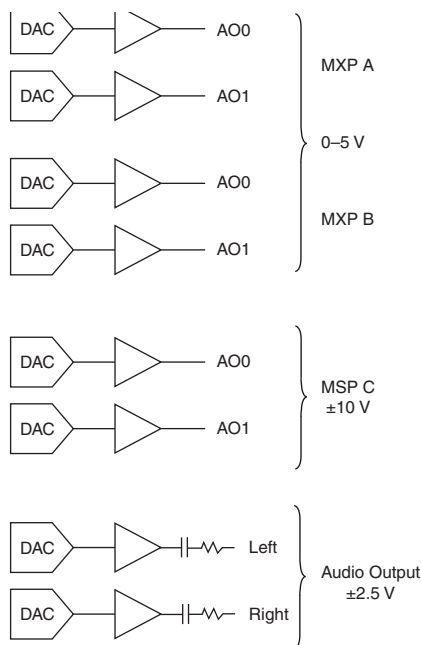 DAC AO0
MXP A
DAC AO1
0–5 V
DAC AO0
MXP B
DAC AO1
DAC AO0
MSP C
±10 V
DAC AO1
DAC Left
Audio Output
±2.5 V
DAC Right